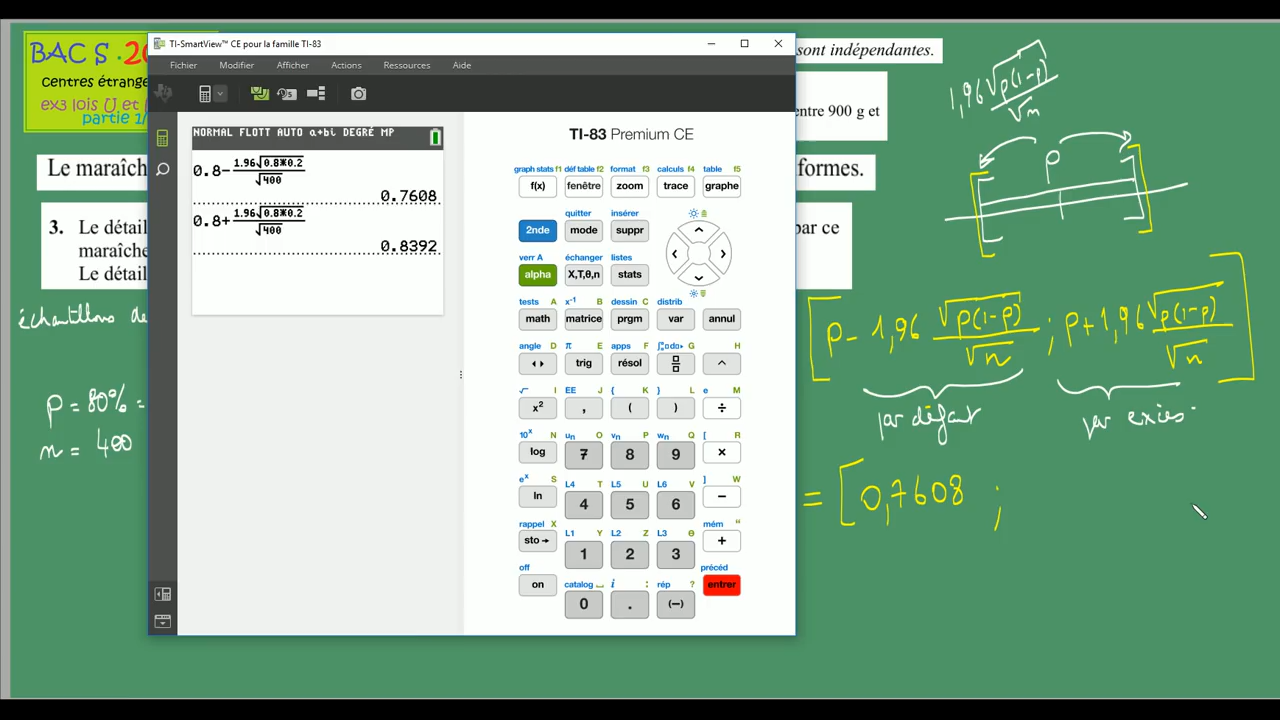 BAC S . 20
Centres étrange
ex3 lois U et
partie 1/
sont indépendantes.
entre 900 g et
Le maraîch
formes.
3. Le détail
maraîche
Le détail
par ce
échantillons de
p = 80% =
n = 400
TI-SmartView™ CE pour la famille TI-83
Fichier Modifier Afficher Actions Ressources Aide
NORMAL FLOTT AUTO a+bi DEGRÉ MP
0.8-1.96√(0.8*0.2)/√400
0.7608
0.8+1.96√(0.8*0.2)/√400
0.8392
TI-83 Premium CE
graph stats f1 déf table f2 format f3 calculs f4 table f5
f(x) fenêtre zoom trace graphe
quitter insérer
2nde mode suppr
verr A échanger listes
alpha X,T,θ,n stats
tests A x⁻¹ B dessin C distrib
math matrice prgm var annul
angle D π E apps F G H
trig résol ^
√ I EE J { K } L e M
x² , ( ) ÷
10ˣ N uₙ O vₙ P wₙ Q [ R
log 7 8 9 ×
eˣ S L4 T L5 U L6 V ] W
ln 4 5 6 −
rappel X L1 Y L2 Z L3 θ mém "
sto→ 1 2 3 +
off catalog i : rép ? précéd
on 0 . (−) entrer
1,96 √p(1-p)/√n
p
[p - 1,96 √p(1-p)/√n ; p + 1,96 √p(1-p)/√n]
par défaut par excès
= [0,7608 ;